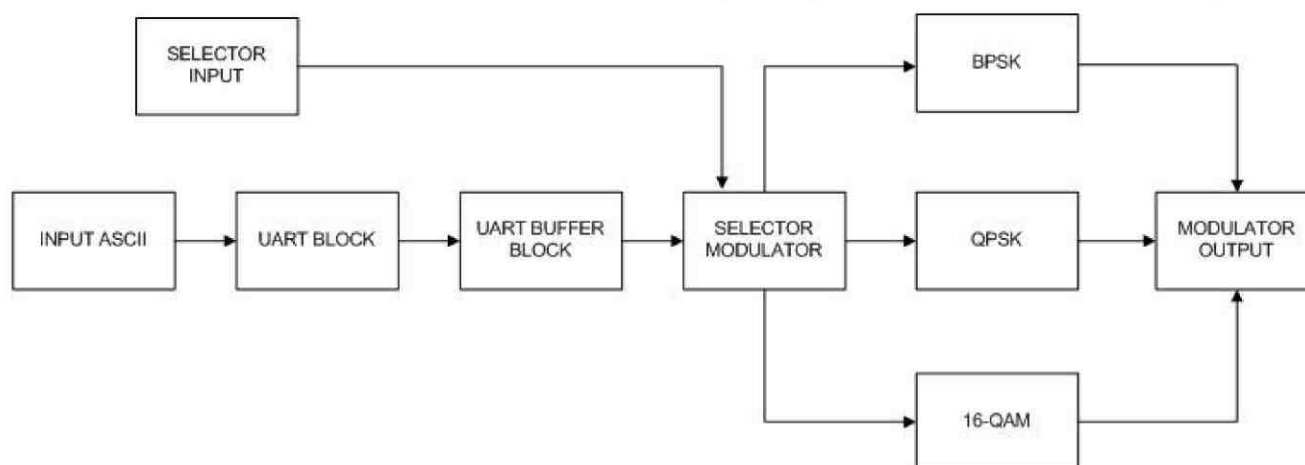 SELECTOR
INPUT
BPSK
INPUT ASCII
UART BLOCK
UART BUFFER
BLOCK
SELECTOR
MODULATOR
QPSK
MODULATOR
OUTPUT
16-QAM